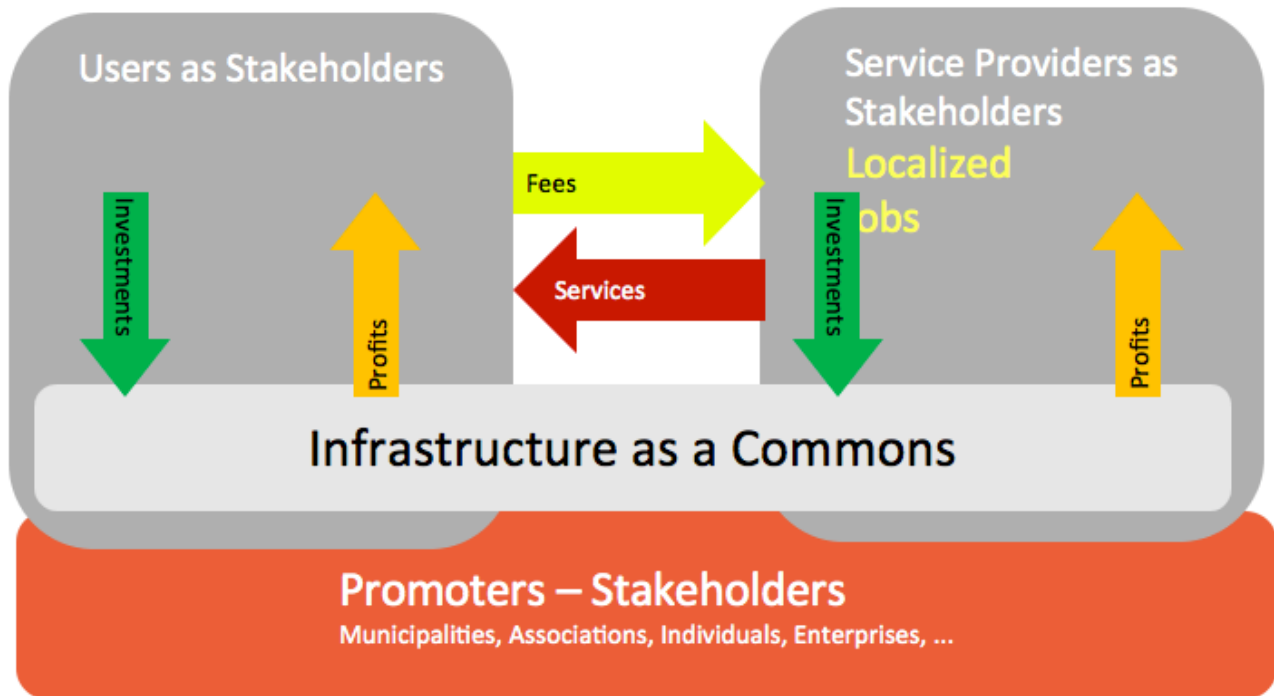 Users as Stakeholders
Service Providers as
Stakeholders
Localized
Jobs
Fees
Services
Investments
Profits
Investments
Profits
Infrastructure as a Commons
Promoters – Stakeholders
Municipalities, Associations, Individuals, Enterprises, ...